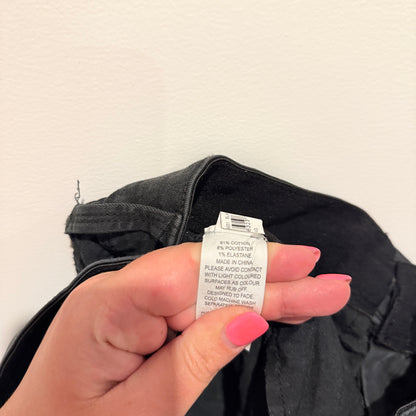 91% COTTON
8% POLYESTER
1% ELASTANE
MADE IN CHINA
PLEASE AVOID CONTACT
WITH LIGHT COLOURED
SURFACES AS COLOUR
MAY RUB OFF
DESIGNED TO FADE
COLD MACHINE WASH
SEPARATELY